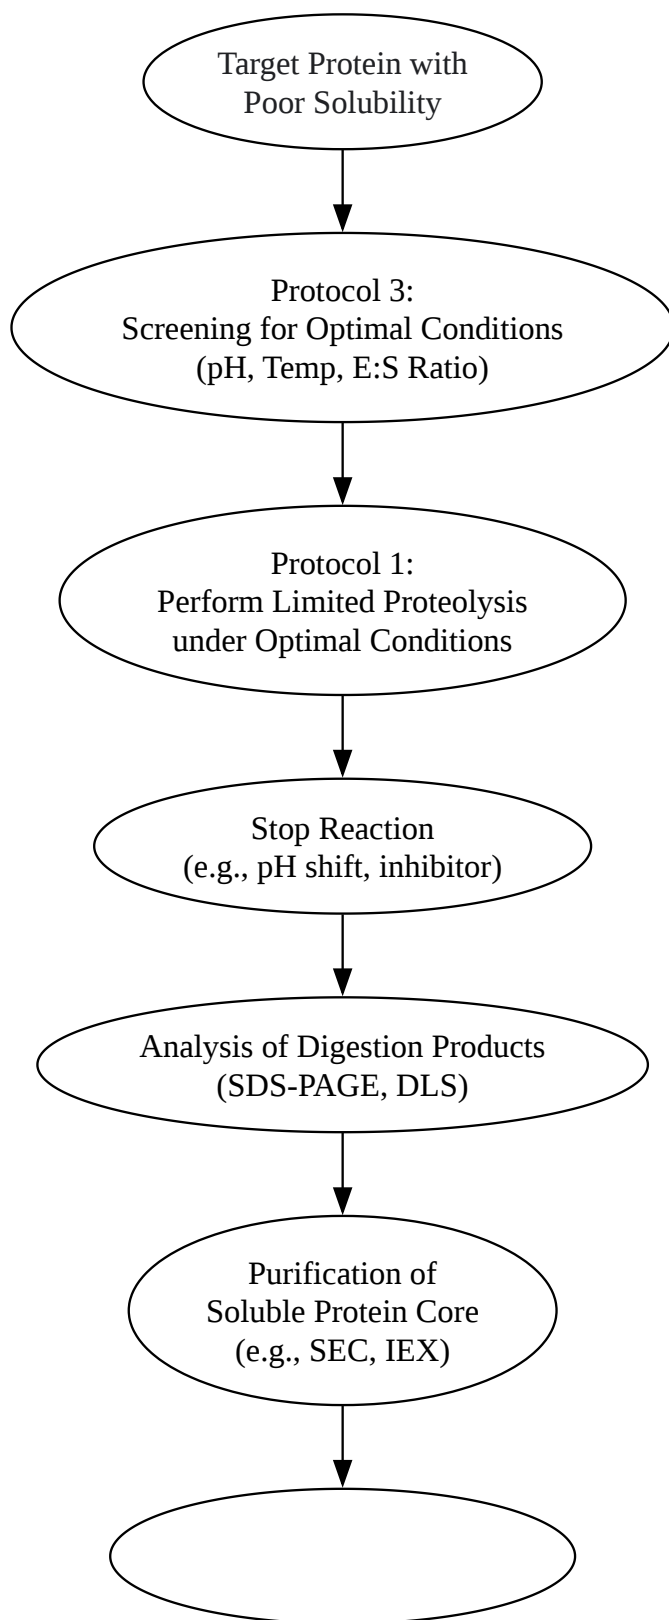 Target Protein with
Poor Solubility
Protocol 3:
Screening for Optimal Conditions
(pH, Temp, E:S Ratio)
Protocol 1:
Perform Limited Proteolysis
under Optimal Conditions
Stop Reaction
(e.g., pH shift, inhibitor)
Analysis of Digestion Products
(SDS-PAGE, DLS)
Purification of
Soluble Protein Core
(e.g., SEC, IEX)